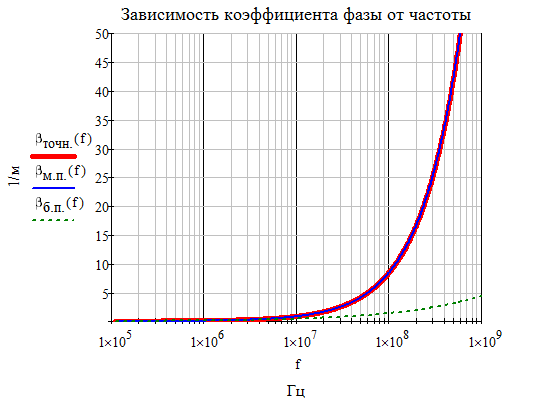 Зависимость коэффициента фазы от частоты
50
45
40
35
30
25
20
15
10
5
βточн.(f)
βм.п.(f)
βб.п.(f)
1/м
1×10⁵
1×10⁶
1×10⁷
1×10⁸
1×10⁹
f
Гц